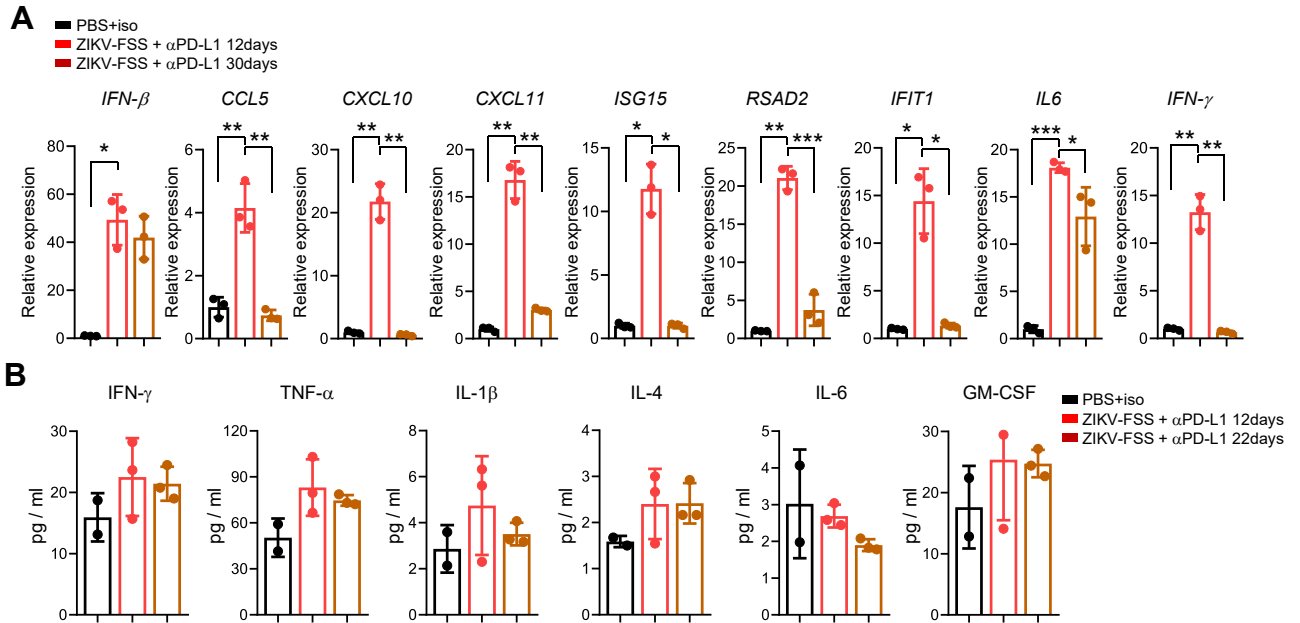 A
PBS+iso
ZIKV-FSS + αPD-L1 12days
ZIKV-FSS + αPD-L1 30days
IFN-β CCL5 CXCL10 CXCL11 ISG15 RSAD2 IFIT1 IL6 IFN-γ
* ** ** ** ** ** ** * * ** *** * * *** * ** **
Relative expression Relative expression Relative expression Relative expression Relative expression Relative expression Relative expression Relative expression Relative expression
80 60 40 20 0
6 4 2 0
30 20 10 0
20 15 10 5 0
15 10 5 0
25 20 15 10 5 0
20 15 10 5 0
20 15 10 5 0
20 15 10 5 0
B
IFN-γ TNF-α IL-1β IL-4 IL-6 GM-CSF
PBS+iso
ZIKV-FSS + αPD-L1 12days
ZIKV-FSS + αPD-L1 22days
pg / ml pg / ml pg / ml pg / ml pg / ml pg / ml
30 20 10 0
120 90 60 30 0
8 6 4 2 0
4 3 2 1 0
5 4 3 2 1 0
30 20 10 0